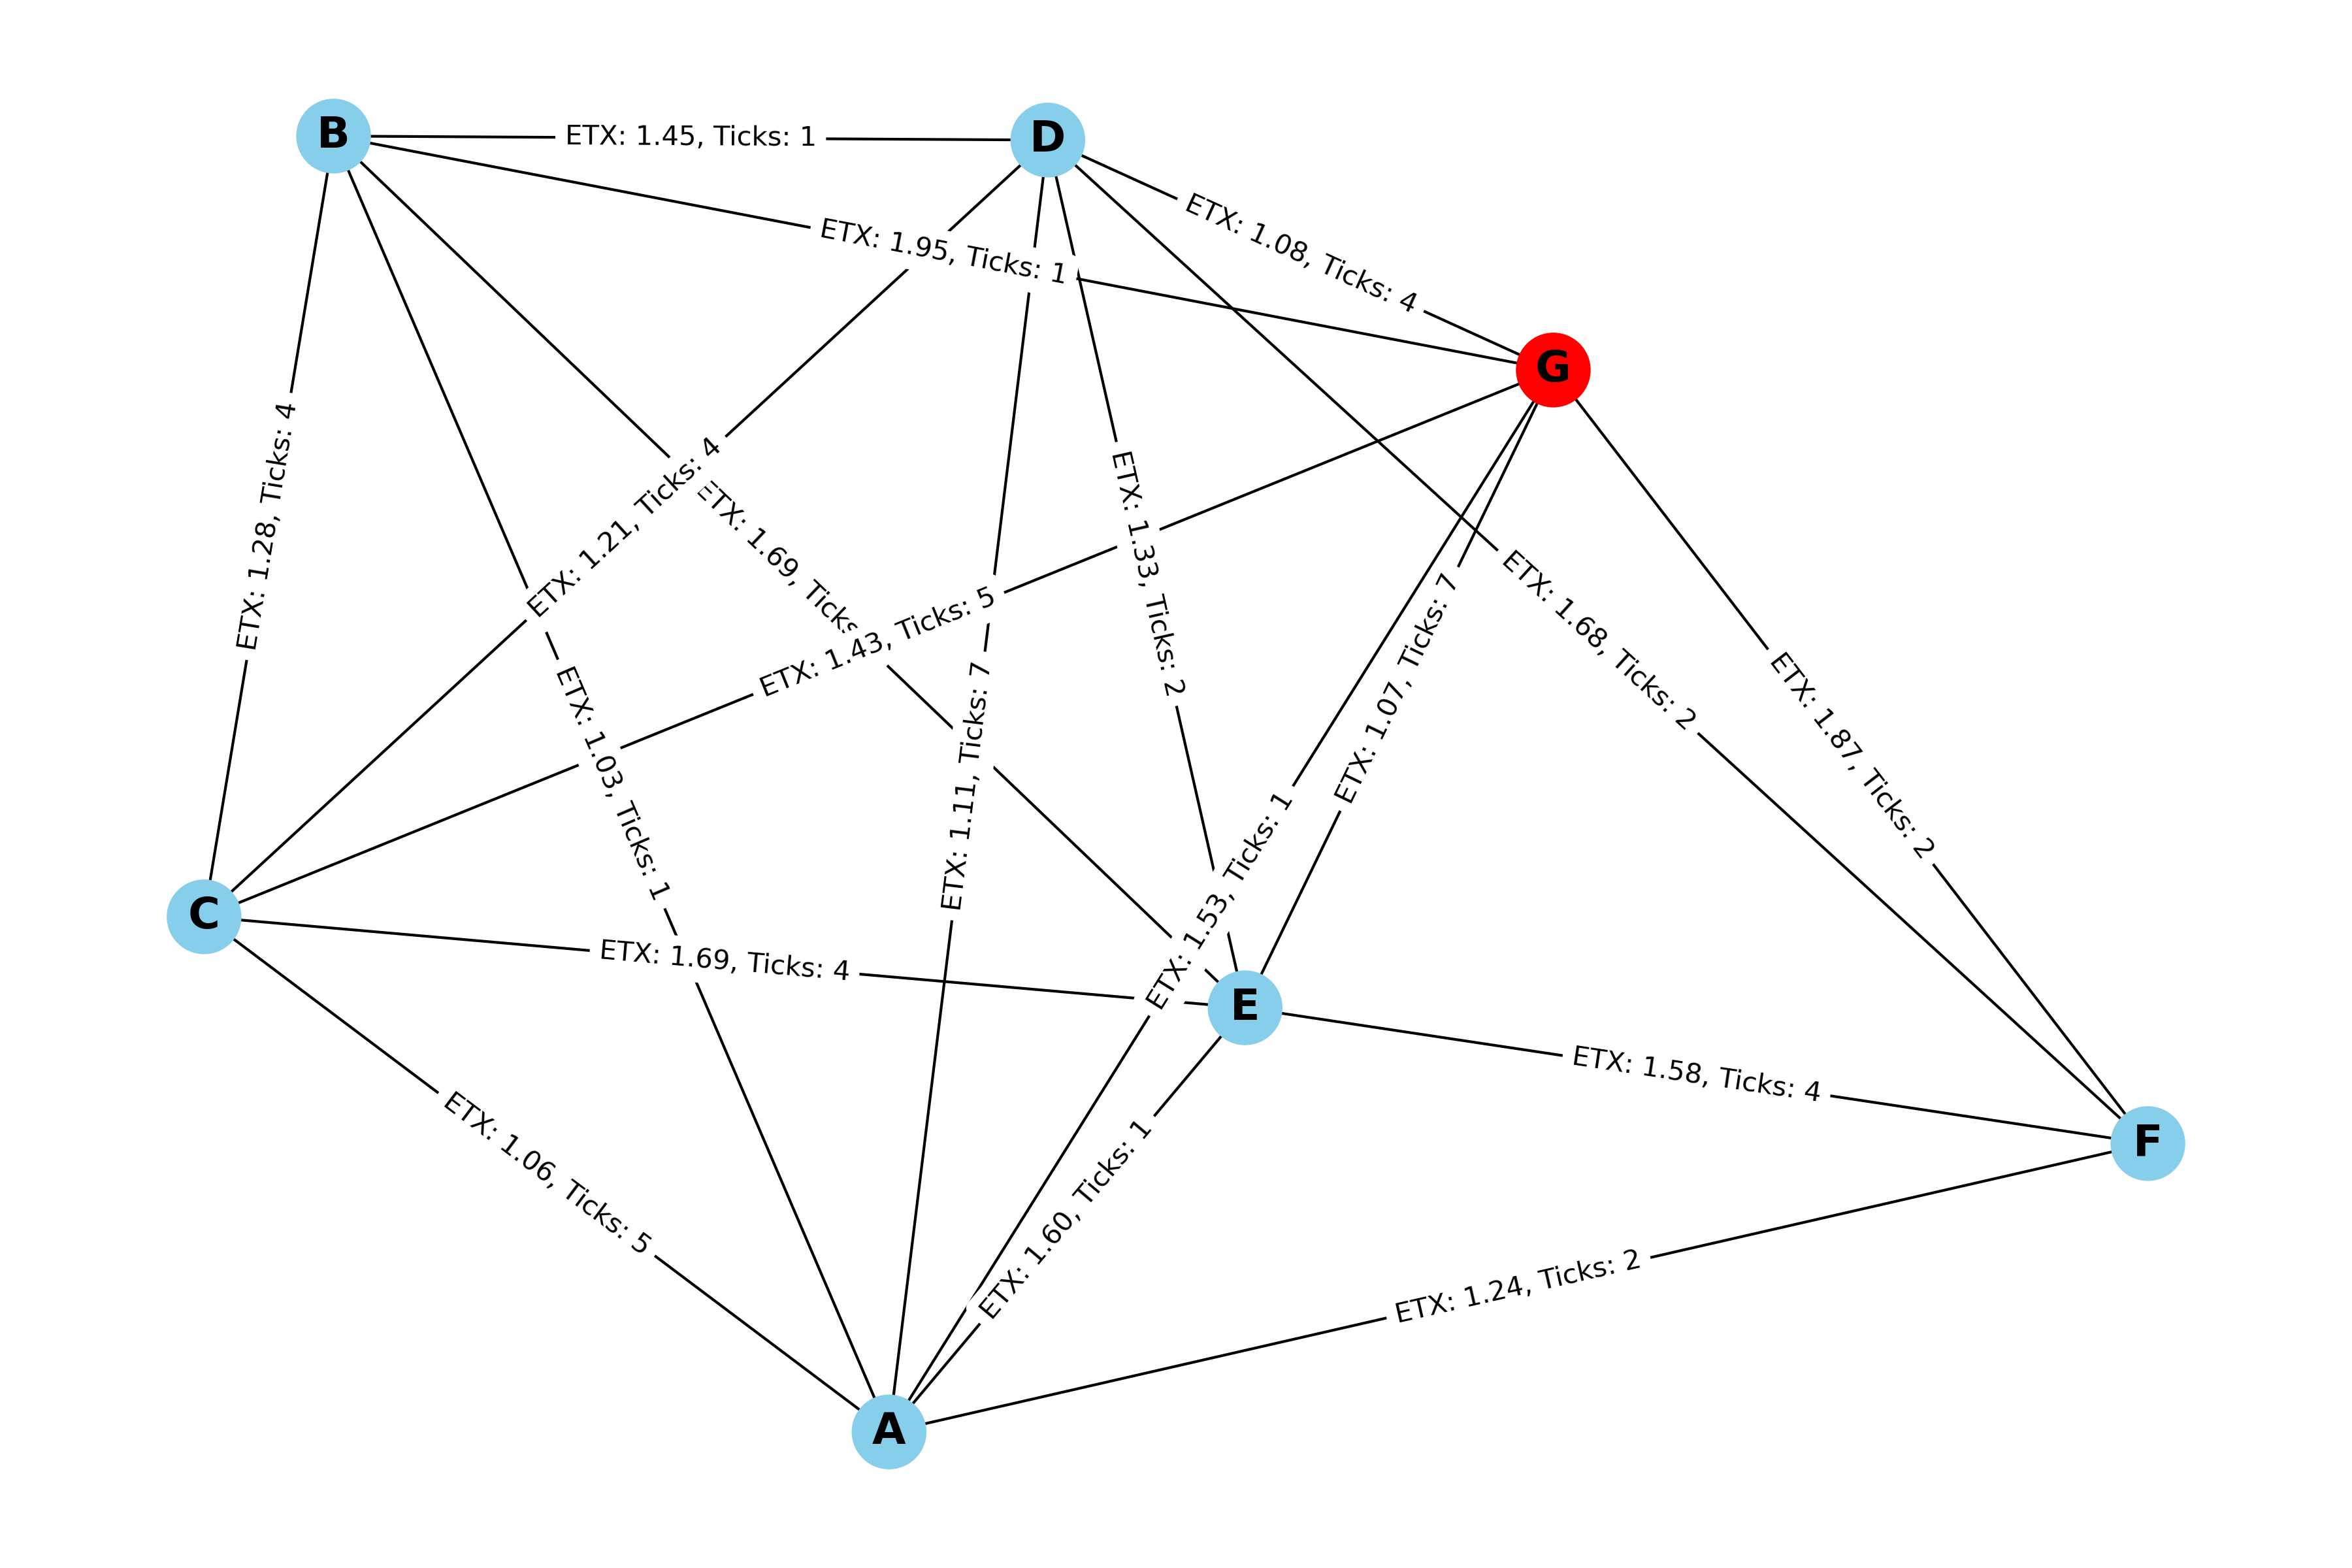 B
ETX: 1.45, Ticks: 1
D
ETX: 1.95, Ticks: 1
ETX: 1.08, Ticks: 4
G
ETX: 1.28, Ticks: 4
ETX: 1.21, Ticks: 4
ETX: 1.69, Ticks
ETX: 1.43, Ticks: 5
ETX: 1.33, Ticks: 2
ETX: 1.07, Ticks: 7
ETX: 1.68, Ticks: 2
ETX: 1.87, Ticks: 2
ETX: 1.03, Ticks: 1
ETX: 1.11, Ticks: 7
ETX: 1.53, Ticks: 1
C
ETX: 1.69, Ticks: 4
E
ETX: 1.58, Ticks: 4
F
ETX: 1.06, Ticks: 5
ETX: 1.60, Ticks: 1
ETX: 1.24, Ticks: 2
A